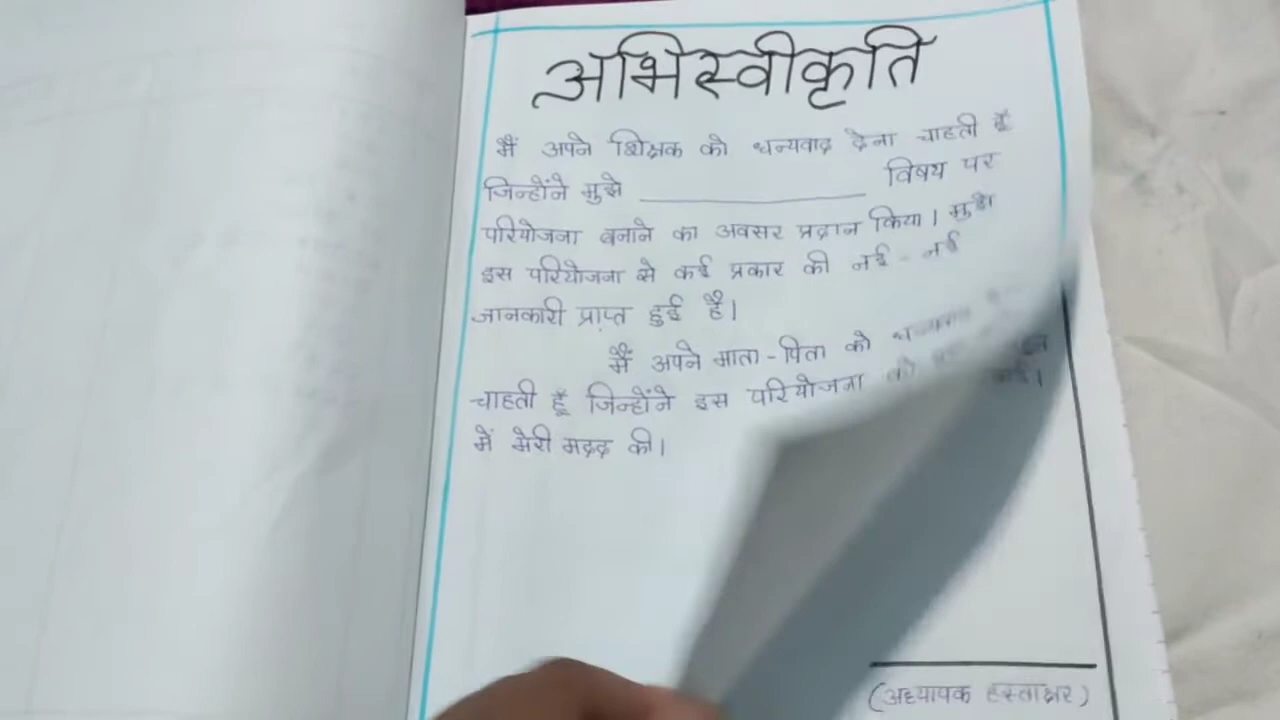 अभिस्वीकृति
मैं अपने शिक्षक को धन्यवाद देना चाहती हूँ
जिन्होंने मुझे ____________ विषय पर
परियोजना बनाने का अवसर प्रदान किया। मुझे
इस परियोजना से कई प्रकार की नई - नई
जानकारी प्राप्त हुई है।
मैं अपने माता - पिता को
चाहती हूँ जिन्होंने इस परियोजना को
में मेरी मदद की।
(अध्यापक हस्ताक्षर)